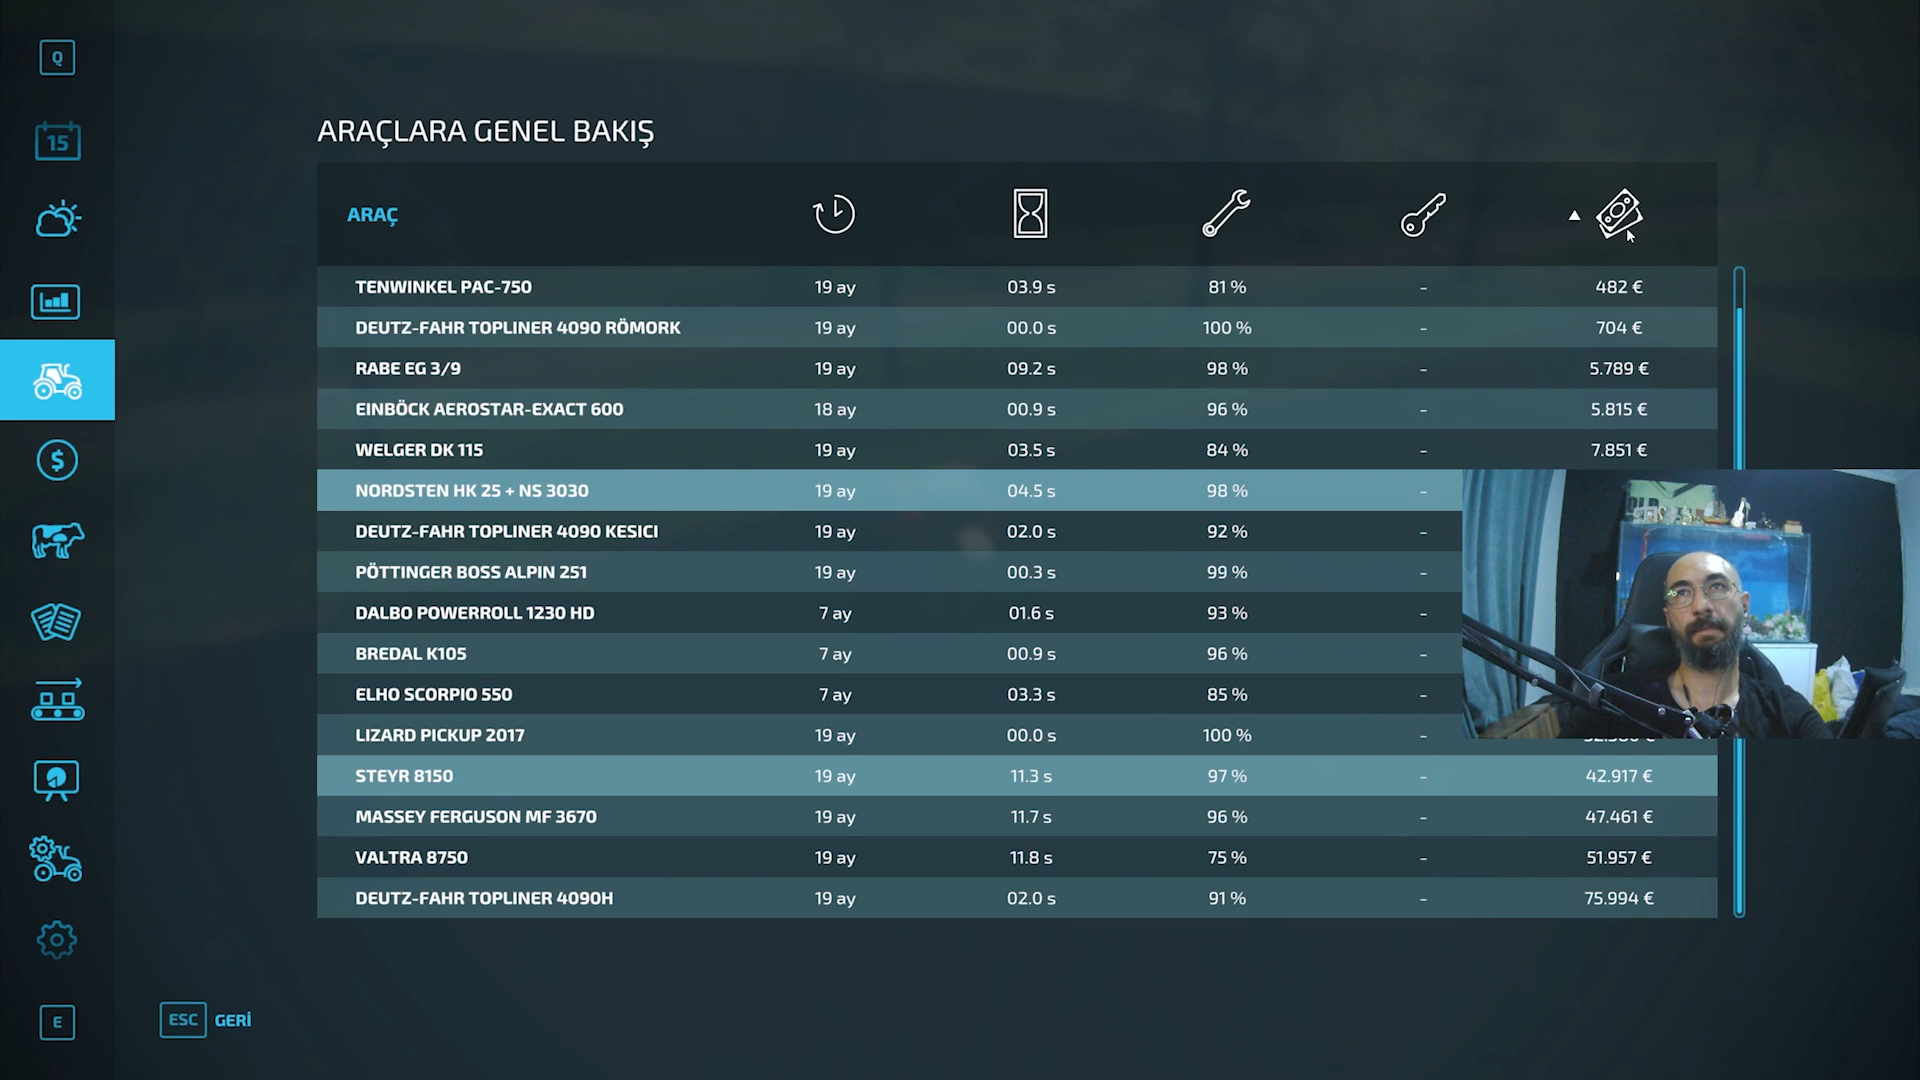 Q
15
ARAÇLARA GENEL BAKIŞ
ARAÇ
TENWINKEL PAC-750 19 ay 03.9 s 81 % - 482 €
DEUTZ-FAHR TOPLINER 4090 RÖMORK 19 ay 00.0 s 100 % - 704 €
RABE EG 3/9 19 ay 09.2 s 98 % - 5.789 €
EINBÖCK AEROSTAR-EXACT 600 18 ay 00.9 s 96 % - 5.815 €
WELGER DK 115 19 ay 03.5 s 84 % - 7.851 €
NORDSTEN HK 25 + NS 3030 19 ay 04.5 s 98 % -
DEUTZ-FAHR TOPLINER 4090 KESICI 19 ay 02.0 s 92 % -
PÖTTINGER BOSS ALPIN 251 19 ay 00.3 s 99 % -
DALBO POWERROLL 1230 HD 7 ay 01.6 s 93 % -
BREDAL K105 7 ay 00.9 s 96 % -
ELHO SCORPIO 550 7 ay 03.3 s 85 % -
LIZARD PICKUP 2017 19 ay 00.0 s 100 % -
STEYR 8150 19 ay 11.3 s 97 % - 42.917 €
MASSEY FERGUSON MF 3670 19 ay 11.7 s 96 % - 47.461 €
VALTRA 8750 19 ay 11.8 s 75 % - 51.957 €
DEUTZ-FAHR TOPLINER 4090H 19 ay 02.0 s 91 % - 75.994 €
E
ESC GERİ